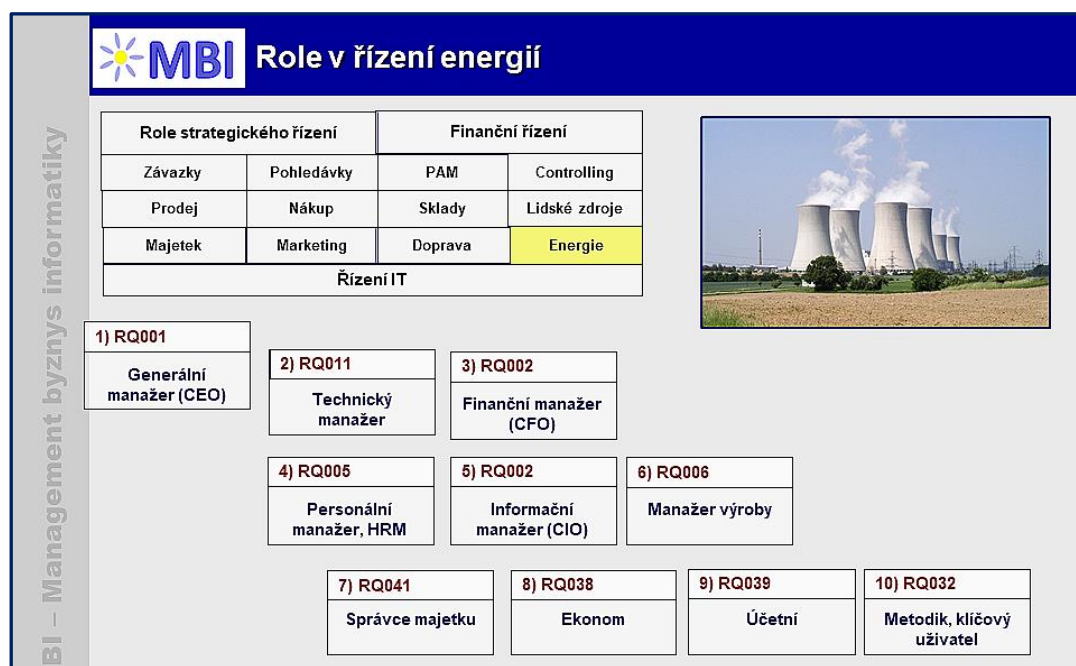 MBI
Role v řízení energií
Role strategického řízení
Finanční řízení
Závazky
Pohledávky
PAM
Controlling
Prodej
Nákup
Sklady
Lidské zdroje
Majetek
Marketing
Doprava
Energie
Řízení IT
1) RQ001
Generální
manažer (CEO)
2) RQ011
Technický
manažer
3) RQ002
Finanční manažer
(CFO)
4) RQ005
Personální
manažer, HRM
5) RQ002
Informační
manažer (CIO)
6) RQ006
Manažer výroby
7) RQ041
Správce majetku
8) RQ038
Ekonom
9) RQ039
Účetní
10) RQ032
Metodik, klíčový
uživatel
BI – Management byznys informatiky